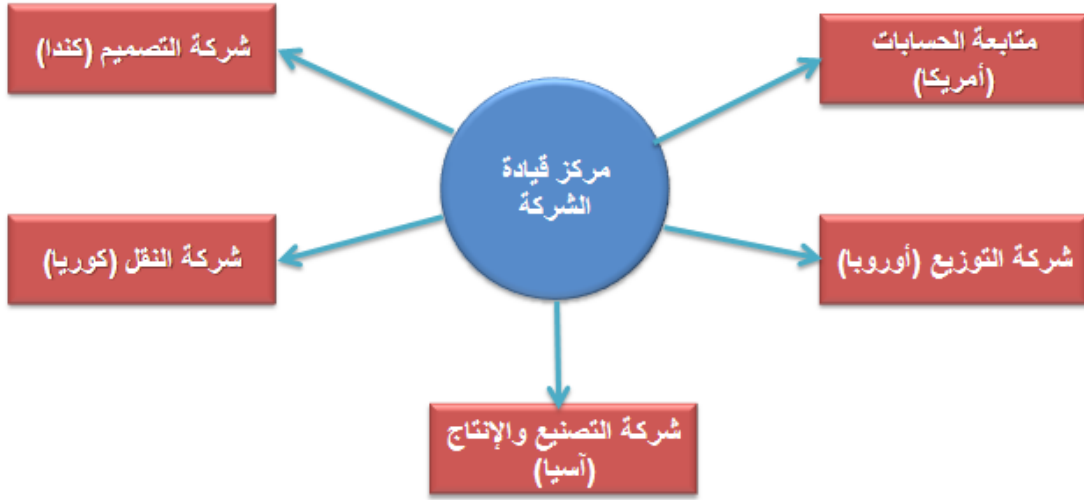 متابعة الحسابات
(أمريكا)
شركة التصميم (كندا)
مركز قيادة
الشركة
شركة التوزيع (أوروبا)
شركة النقل (كوريا)
شركة التصنيع والإنتاج
(آسيا)